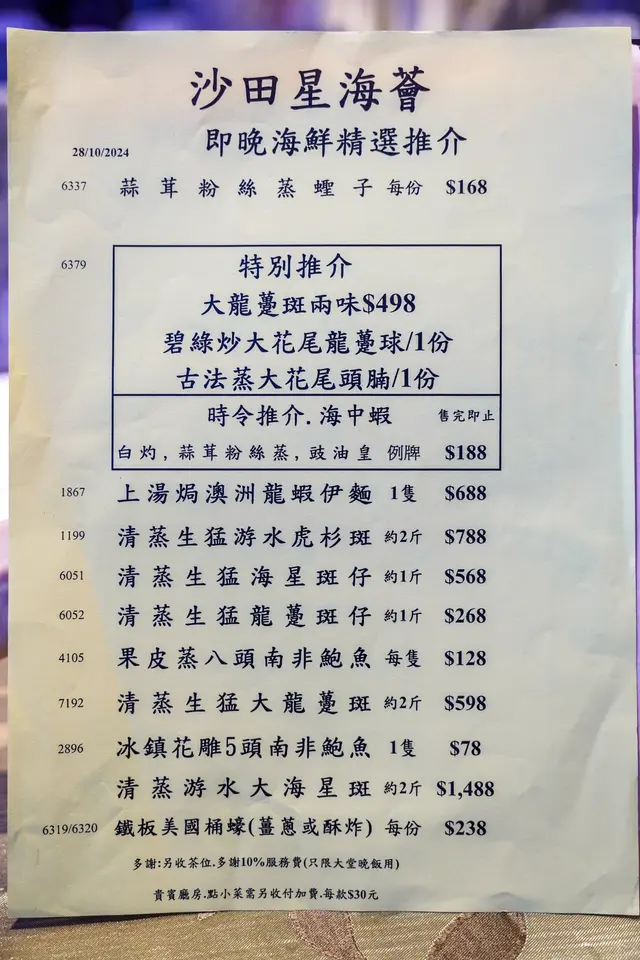 沙田星海薈
即晚海鮮精選推介
28/10/2024
6337 蒜茸粉絲蒸蟶子 每份 $168
6379 特別推介
大龍躉斑兩味$498
碧綠炒大花尾龍躉球/1份
古法蒸大花尾頭腩/1份
時令推介.海中蝦 售完即止
白灼,蒜茸粉絲蒸,豉油皇 例牌 $188
1867 上湯焗澳洲龍蝦伊麵 1隻 $688
1199 清蒸生猛游水虎杉斑 約2斤 $788
6051 清蒸生猛海星斑仔 約1斤 $568
6052 清蒸生猛龍躉斑仔 約1斤 $268
4105 果皮蒸八頭南非鮑魚 每隻 $128
7192 清蒸生猛大龍躉斑 約2斤 $598
2896 冰鎮花雕5頭南非鮑魚 1隻 $78
清蒸游水大海星斑 約2斤 $1,488
6319/6320 鐵板美國桶蠔(薑蔥或酥炸) 每份 $238
多謝:另收茶位.多謝10%服務費(只限大堂晚飯用)
貴賓廳房.點小菜需另收付加費.每款$30元